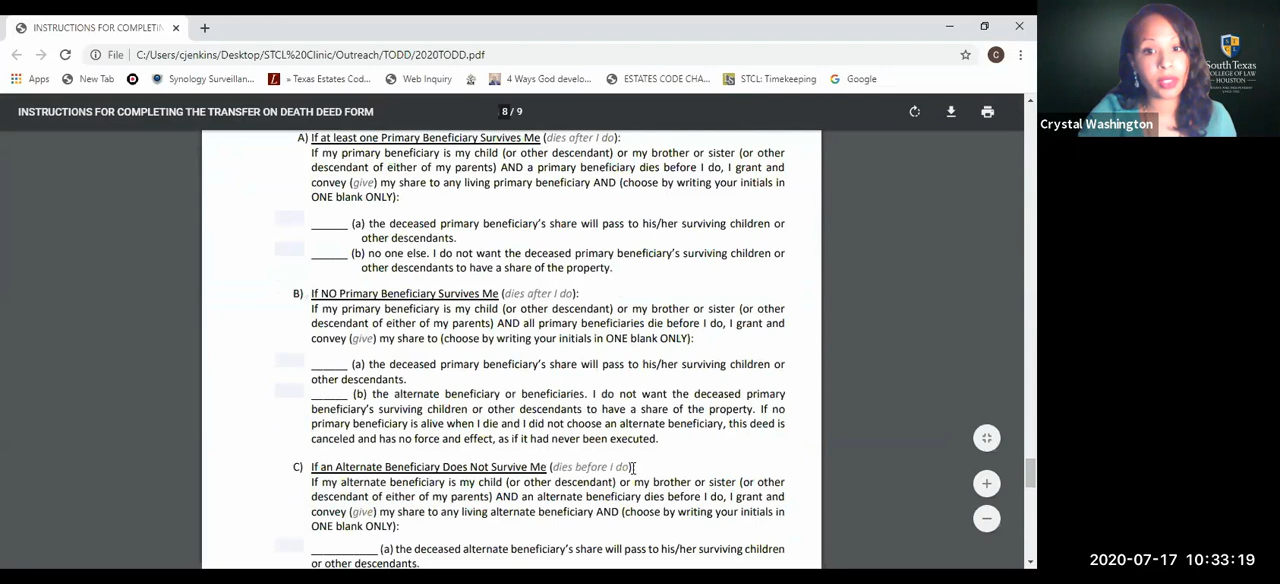 INSTRUCTIONS FOR COMPLETIN
File
C:/Users/cjenkins/Desktop/STCL%20Clinic/Outreach/TODD/2020TODD.pdf
C
Apps
New Tab
Synology Surveillan...
» Texas Estates Cod...
Web Inquiry
4 Ways God develo...
ESTATES CODE CHA...
STCL: Timekeeping
Google
INSTRUCTIONS FOR COMPLETING THE TRANSFER ON DEATH DEED FORM
8 / 9
A) If at least one Primary Beneficiary Survives Me (dies after I do):
If my primary beneficiary is my child (or other descendant) or my brother or sister (or other
descendant of either of my parents) AND a primary beneficiary dies before I do, I grant and
convey (give) my share to any living primary beneficiary AND (choose by writing your initials in
ONE blank ONLY):
______ (a) the deceased primary beneficiary's share will pass to his/her surviving children or
other descendants.
______ (b) no one else. I do not want the deceased primary beneficiary's surviving children or
other descendants to have a share of the property.
B) If NO Primary Beneficiary Survives Me (dies after I do):
If my primary beneficiary is my child (or other descendant) or my brother or sister (or other
descendant of either of my parents) AND all primary beneficiaries die before I do, I grant and
convey (give) my share to (choose by writing your initials in ONE blank ONLY):
______ (a) the deceased primary beneficiary's share will pass to his/her surviving children or
other descendants.
______ (b) the alternate beneficiary or beneficiaries. I do not want the deceased primary
beneficiary's surviving children or other descendants to have a share of the property. If no
primary beneficiary is alive when I die and I did not choose an alternate beneficiary, this deed is
canceled and has no force and effect, as if it had never been executed.
C) If an Alternate Beneficiary Does Not Survive Me (dies before I do)
If my alternate beneficiary is my child (or other descendant) or my brother or sister (or other
descendant of either of my parents) AND an alternate beneficiary dies before I do, I grant and
convey (give) my share to any living alternate beneficiary AND (choose by writing your initials in
ONE blank ONLY):
___________ (a) the deceased alternate beneficiary's share will pass to his/her surviving children
or other descendants.
South Texas
COLLEGE OF LAW
HOUSTON
Crystal Washington
2020-07-17 10:33:19